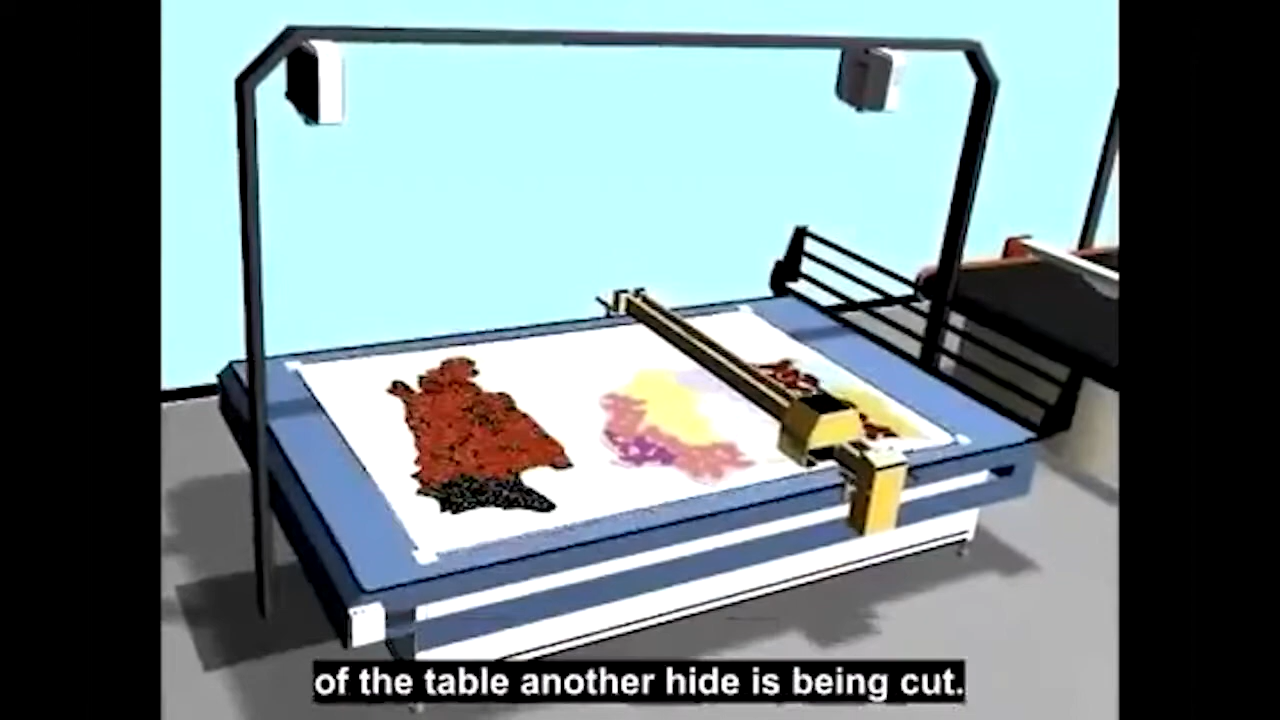 of the table another hide is being cut.